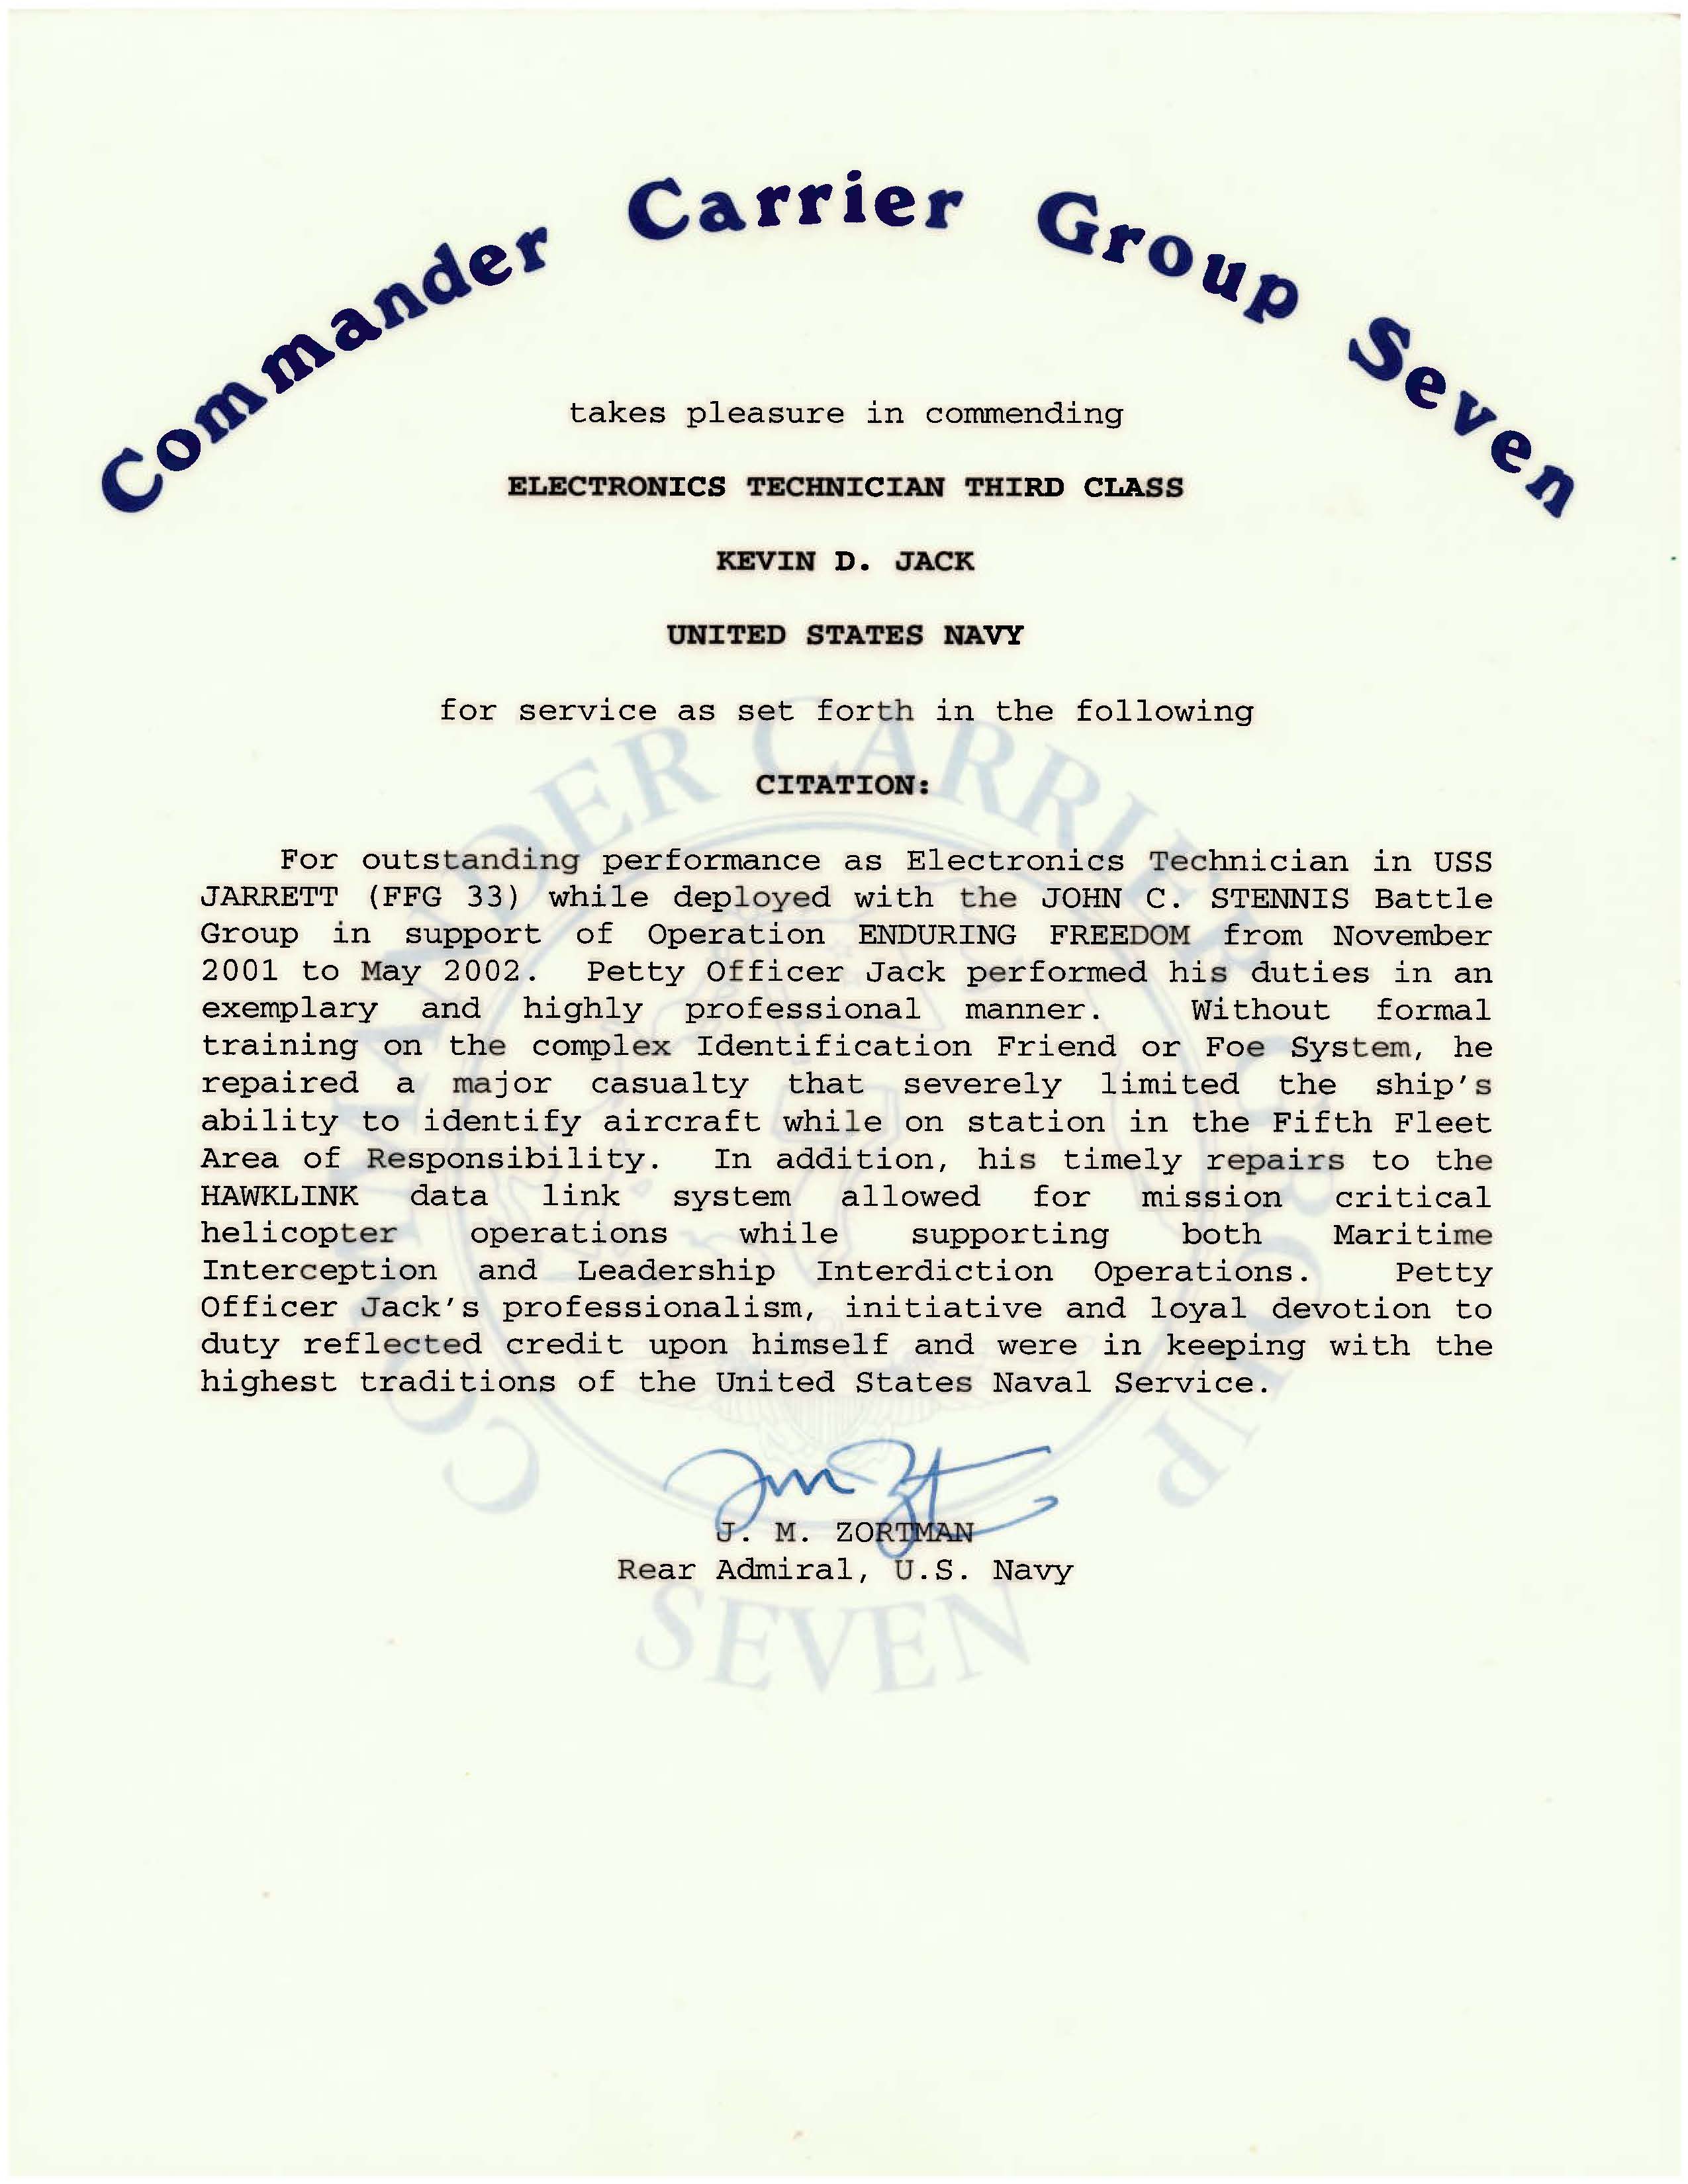 Commander Carrier Group Seven
takes pleasure in commending
ELECTRONICS TECHNICIAN THIRD CLASS
KEVIN D. JACK
UNITED STATES NAVY
for service as set forth in the following
CITATION:
For outstanding performance as Electronics Technician in USS
JARRETT (FFG 33) while deployed with the JOHN C. STENNIS Battle
Group in support of Operation ENDURING FREEDOM from November
2001 to May 2002. Petty Officer Jack performed his duties in an
exemplary and highly professional manner. Without formal
training on the complex Identification Friend or Foe System, he
repaired a major casualty that severely limited the ship's
ability to identify aircraft while on station in the Fifth Fleet
Area of Responsibility. In addition, his timely repairs to the
HAWKLINK data link system allowed for mission critical
helicopter operations while supporting both Maritime
Interception and Leadership Interdiction Operations. Petty
Officer Jack's professionalism, initiative and loyal devotion to
duty reflected credit upon himself and were in keeping with the
highest traditions of the United States Naval Service.
J. M. ZORTMAN
Rear Admiral, U.S. Navy
COMMANDER CARRIER GROUP
SEVEN